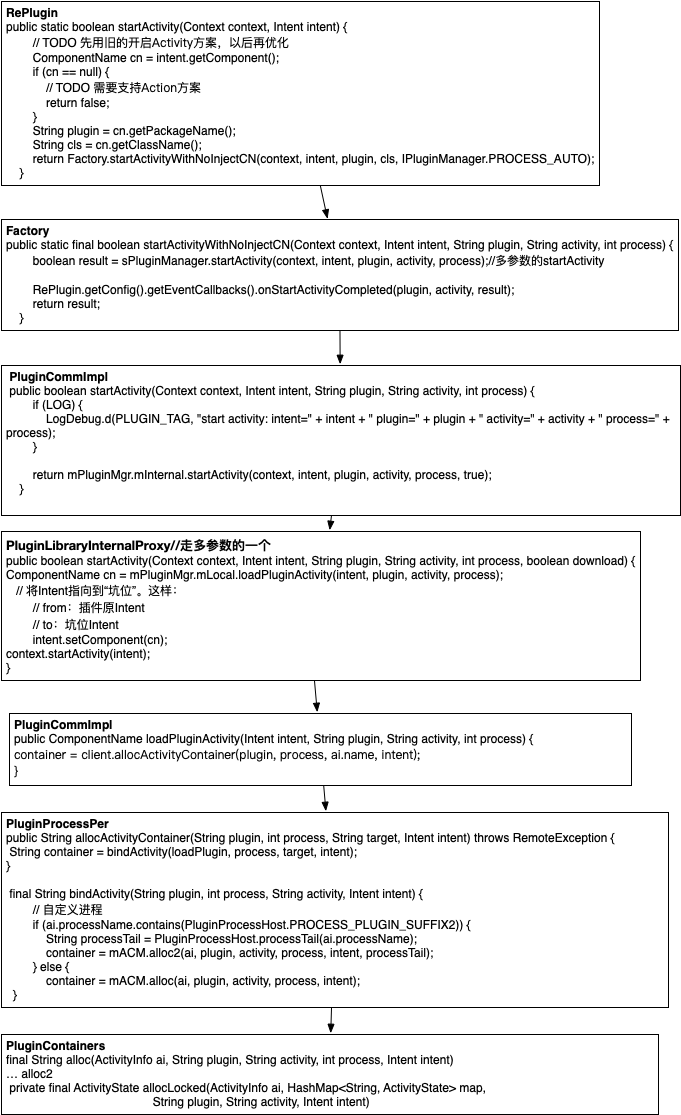 RePlugin
public static boolean startActivity(Context context, Intent intent) {
// TODO 先用旧的开启Activity方案，以后再优化
ComponentName cn = intent.getComponent();
if (cn == null) {
// TODO 需要支持Action方案
return false;
}
String plugin = cn.getPackageName();
String cls = cn.getClassName();
return Factory.startActivityWithNoInjectCN(context, intent, plugin, cls, IPluginManager.PROCESS_AUTO);
}
Factory
public static final boolean startActivityWithNoInjectCN(Context context, Intent intent, String plugin, String activity, int process) {
boolean result = sPluginManager.startActivity(context, intent, plugin, activity, process);//多参数的startActivity
RePlugin.getConfig().getEventCallbacks().onStartActivityCompleted(plugin, activity, result);
return result;
}
PluginCommImpl
public boolean startActivity(Context context, Intent intent, String plugin, String activity, int process) {
if (LOG) {
LogDebug.d(PLUGIN_TAG, "start activity: intent=" + intent + " plugin=" + plugin + " activity=" + activity + " process=" +
process);
}
return mPluginMgr.mInternal.startActivity(context, intent, plugin, activity, process, true);
}
PluginLibraryInternalProxy//走多参数的一个
public boolean startActivity(Context context, Intent intent, String plugin, String activity, int process, boolean download) {
ComponentName cn = mPluginMgr.mLocal.loadPluginActivity(intent, plugin, activity, process);
// 将Intent指向到“坑位”。这样：
// from：插件原Intent
// to：坑位Intent
intent.setComponent(cn);
context.startActivity(intent);
}
PluginCommImpl
public ComponentName loadPluginActivity(Intent intent, String plugin, String activity, int process) {
container = client.allocActivityContainer(plugin, process, ai.name, intent);
}
PluginProcessPer
public String allocActivityContainer(String plugin, int process, String target, Intent intent) throws RemoteException {
String container = bindActivity(loadPlugin, process, target, intent);
}
final String bindActivity(String plugin, int process, String activity, Intent intent) {
// 自定义进程
if (ai.processName.contains(PluginProcessHost.PROCESS_PLUGIN_SUFFIX2)) {
String processTail = PluginProcessHost.processTail(ai.processName);
container = mACM.alloc2(ai, plugin, activity, process, intent, processTail);
} else {
container = mACM.alloc(ai, plugin, activity, process, intent);
}
PluginContainers
final String alloc(ActivityInfo ai, String plugin, String activity, int process, Intent intent)
… alloc2
private final ActivityState allocLocked(ActivityInfo ai, HashMap<String, ActivityState> map,
String plugin, String activity, Intent intent)